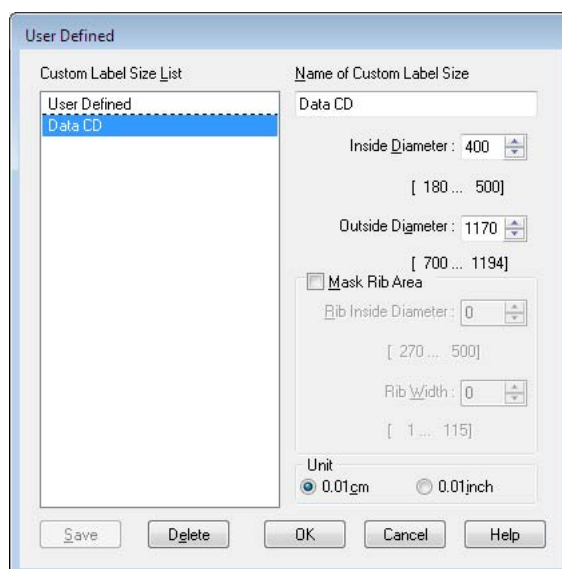 User Defined
Custom Label Size List
User Defined
Data CD
Name of Custom Label Size
Data CD
Inside Diameter : 400
[ 180 ... 500]
Outside Diameter : 1170
[ 700 ... 1194]
Mask Rib Area
Rib Inside Diameter : 0
[ 270 ... 500]
Rib Width : 0
[ 1 ... 115]
Unit
0.01cm 0.01inch
Save Delete OK Cancel Help